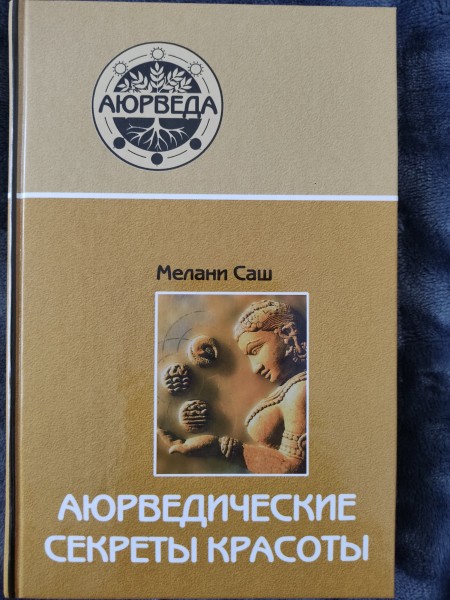 АЮРВЕДА
Мелани Саш
АЮРВЕДИЧЕСКИЕ
СЕКРЕТЫ КРАСОТЫ